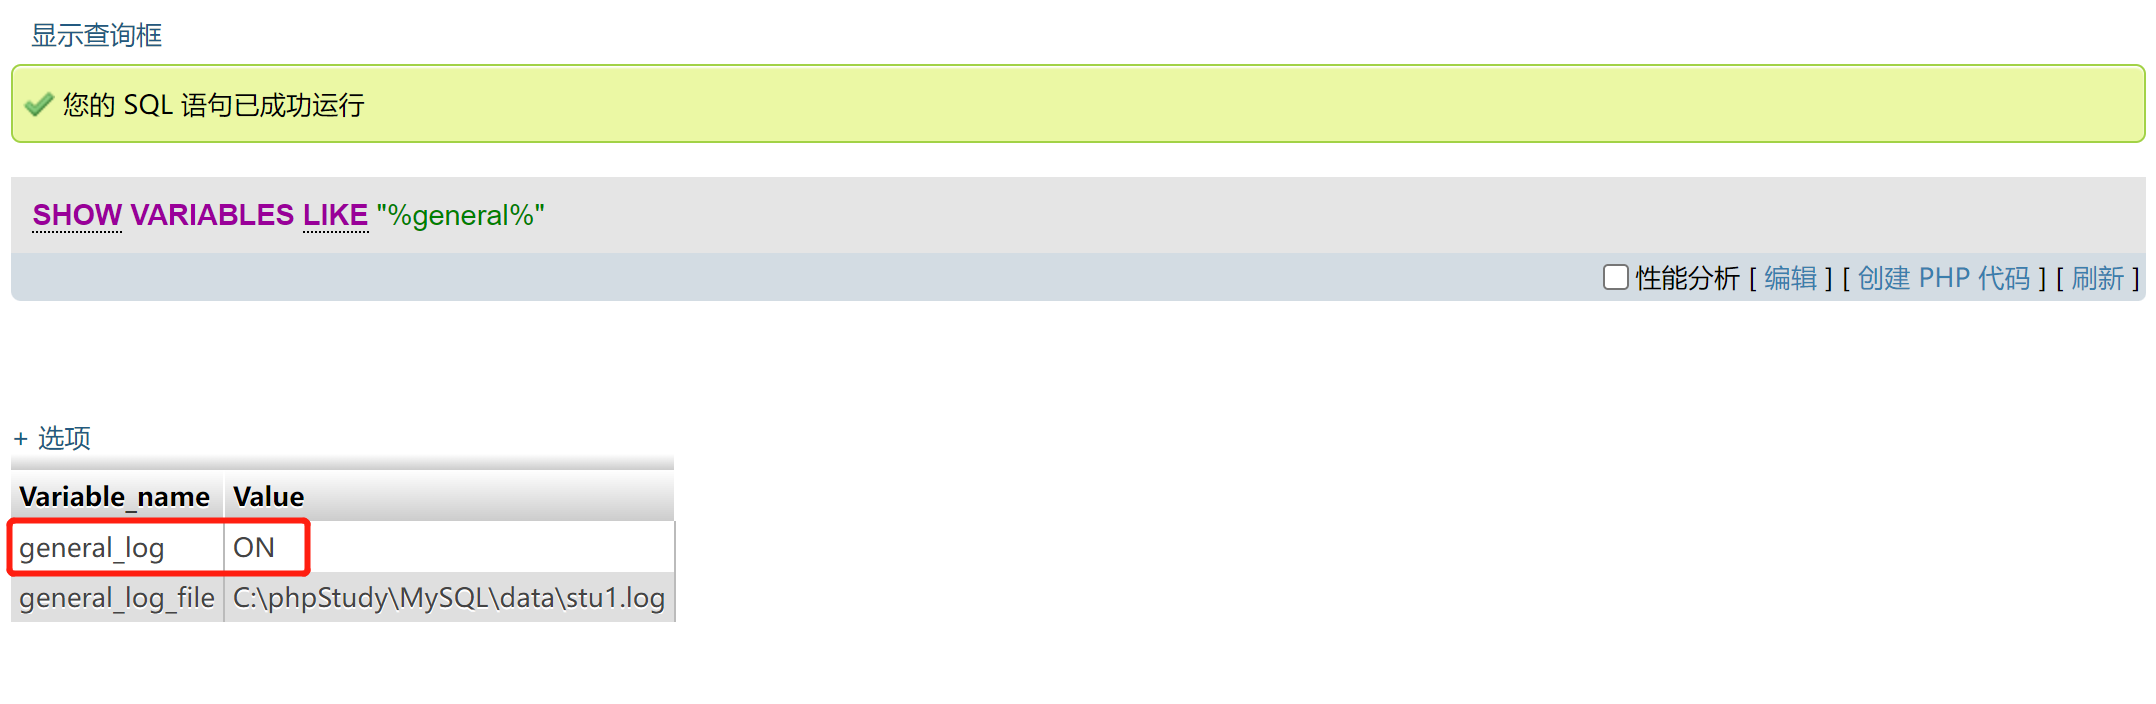 显示查询框
您的 SQL 语句已成功运行
SHOW VARIABLES LIKE "%general%"
性能分析 [ 编辑 ] [ 创建 PHP 代码 ] [ 刷新 ]
+ 选项
Variable_name Value
general_log ON
general_log_file C:\phpStudy\MySQL\data\stu1.log